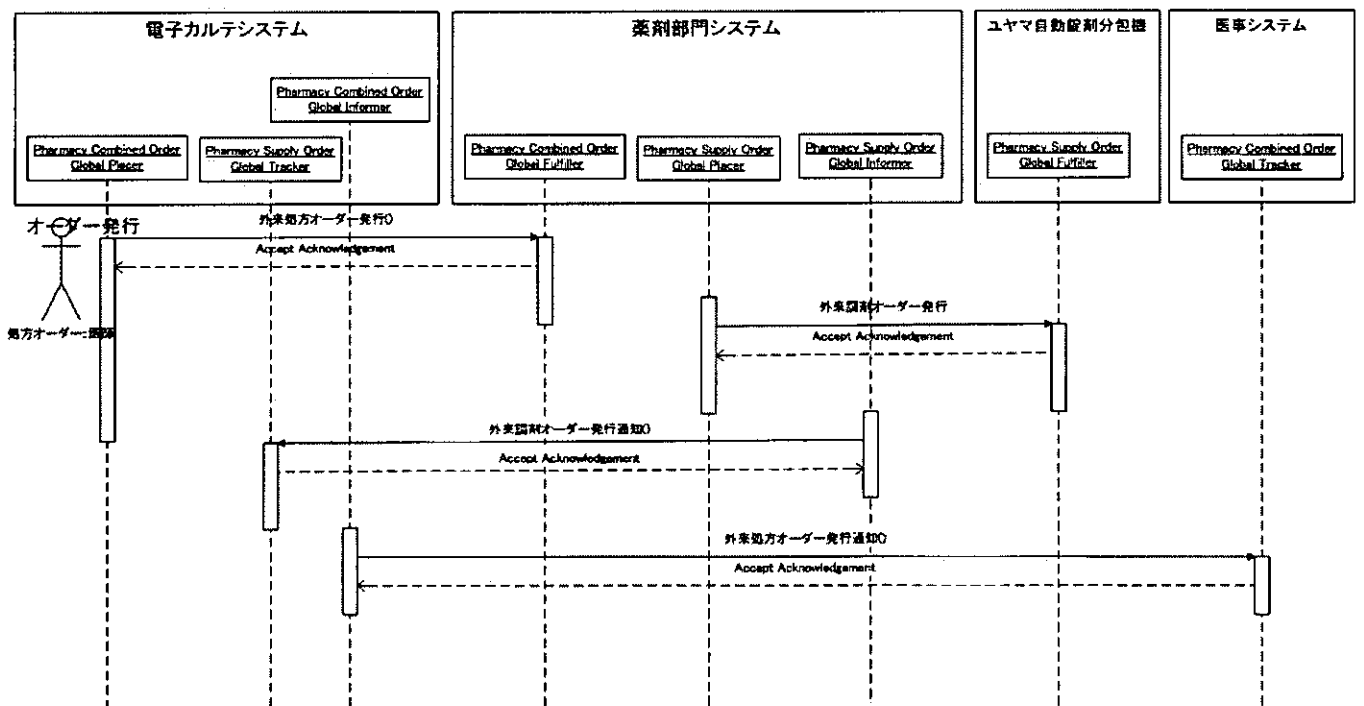 電子カルテシステム
薬剤部門システム
ユヤマ自動錠剤分包機
医事システム
Pharmacy Combined Order
Global Informer
Pharmacy Combined Order
Global Placer
Pharmacy Supply Order
Global Tracker
Pharmacy Combined Order
Global Fulfiller
Pharmacy Supply Order
Global Placer
Pharmacy Supply Order
Global Informer
Pharmacy Supply Order
Global Fulfiller
Pharmacy Combined Order
Global Tracker
オーダー発行
外来処方オーダー発行()
Accept Acknowledgement
処方オーダー:
外来調剤オーダー発行
Accept Acknowledgement
外来調剤オーダー発行通知()
Accept Acknowledgement
外来処方オーダー発行通知()
Accept Acknowledgement